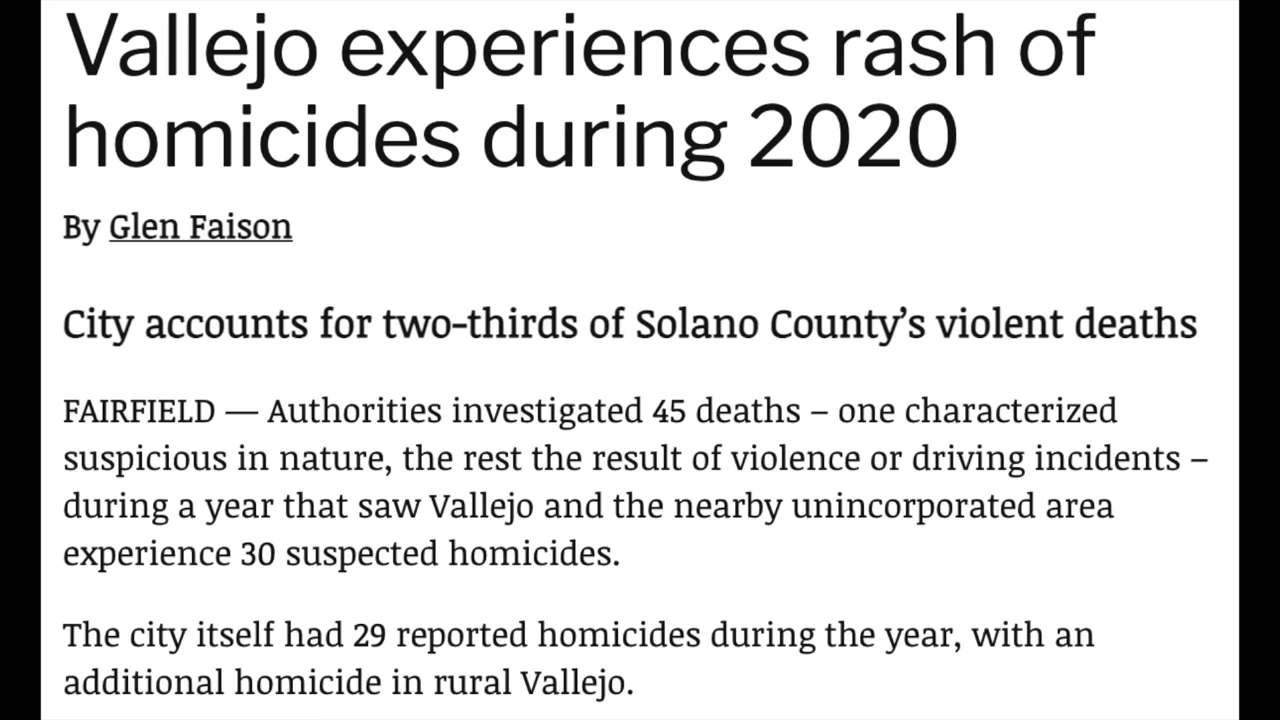 Vallejo experiences rash of
homicides during 2020
By Glen Faison
City accounts for two-thirds of Solano County’s violent deaths
FAIRFIELD — Authorities investigated 45 deaths – one characterized
suspicious in nature, the rest the result of violence or driving incidents –
during a year that saw Vallejo and the nearby unincorporated area
experience 30 suspected homicides.
The city itself had 29 reported homicides during the year, with an
additional homicide in rural Vallejo.